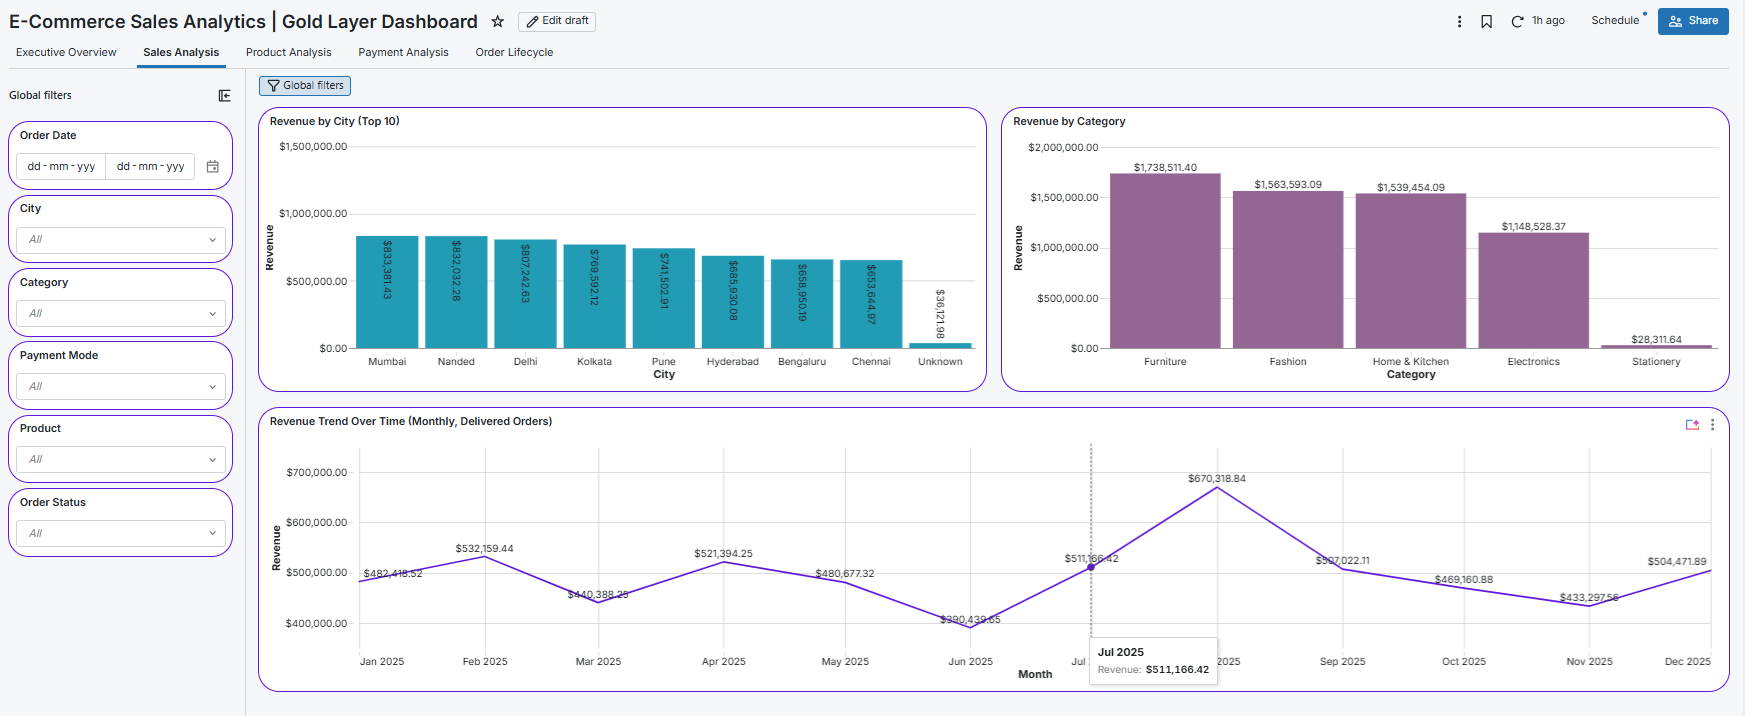 E-Commerce Sales Analytics | Gold Layer Dashboard
Edit draft
1h ago
Schedule
Share
Executive Overview
Sales Analysis
Product Analysis
Payment Analysis
Order Lifecycle
Global filters
Order Date
dd-mm-yyy
dd-mm-yyy
City
All
Category
All
Payment Mode
All
Product
All
Order Status
All
Global filters
Revenue by City (Top 10)
Revenue
$1,500,000.00
$1,000,000.00
$500,000.00
$0.00
$833,381.43
$832,032.28
$807,242.63
$769,592.12
$741,502.91
$685,930.08
$658,950.19
$653,644.97
$36,121.98
Mumbai
Nanded
Delhi
Kolkata
Pune
Hyderabad
Bengaluru
Chennai
Unknown
City
Revenue by Category
Revenue
$2,000,000.00
$1,500,000.00
$1,000,000.00
$500,000.00
$0.00
$1,738,511.40
$1,563,593.09
$1,539,454.09
$1,148,528.37
$28,311.64
Furniture
Fashion
Home & Kitchen
Electronics
Stationery
Category
Revenue Trend Over Time (Monthly, Delivered Orders)
Revenue
$700,000.00
$600,000.00
$500,000.00
$400,000.00
$482,418.52
$532,159.44
$440,388.25
$521,394.25
$480,677.32
$390,439.65
$511,166.42
$670,318.84
$507,022.11
$469,160.88
$433,297.56
$504,471.89
Jan 2025
Feb 2025
Mar 2025
Apr 2025
May 2025
Jun 2025
Jul
2025
Sep 2025
Oct 2025
Nov 2025
Dec 2025
Month
Jul 2025
Revenue: $511,166.42